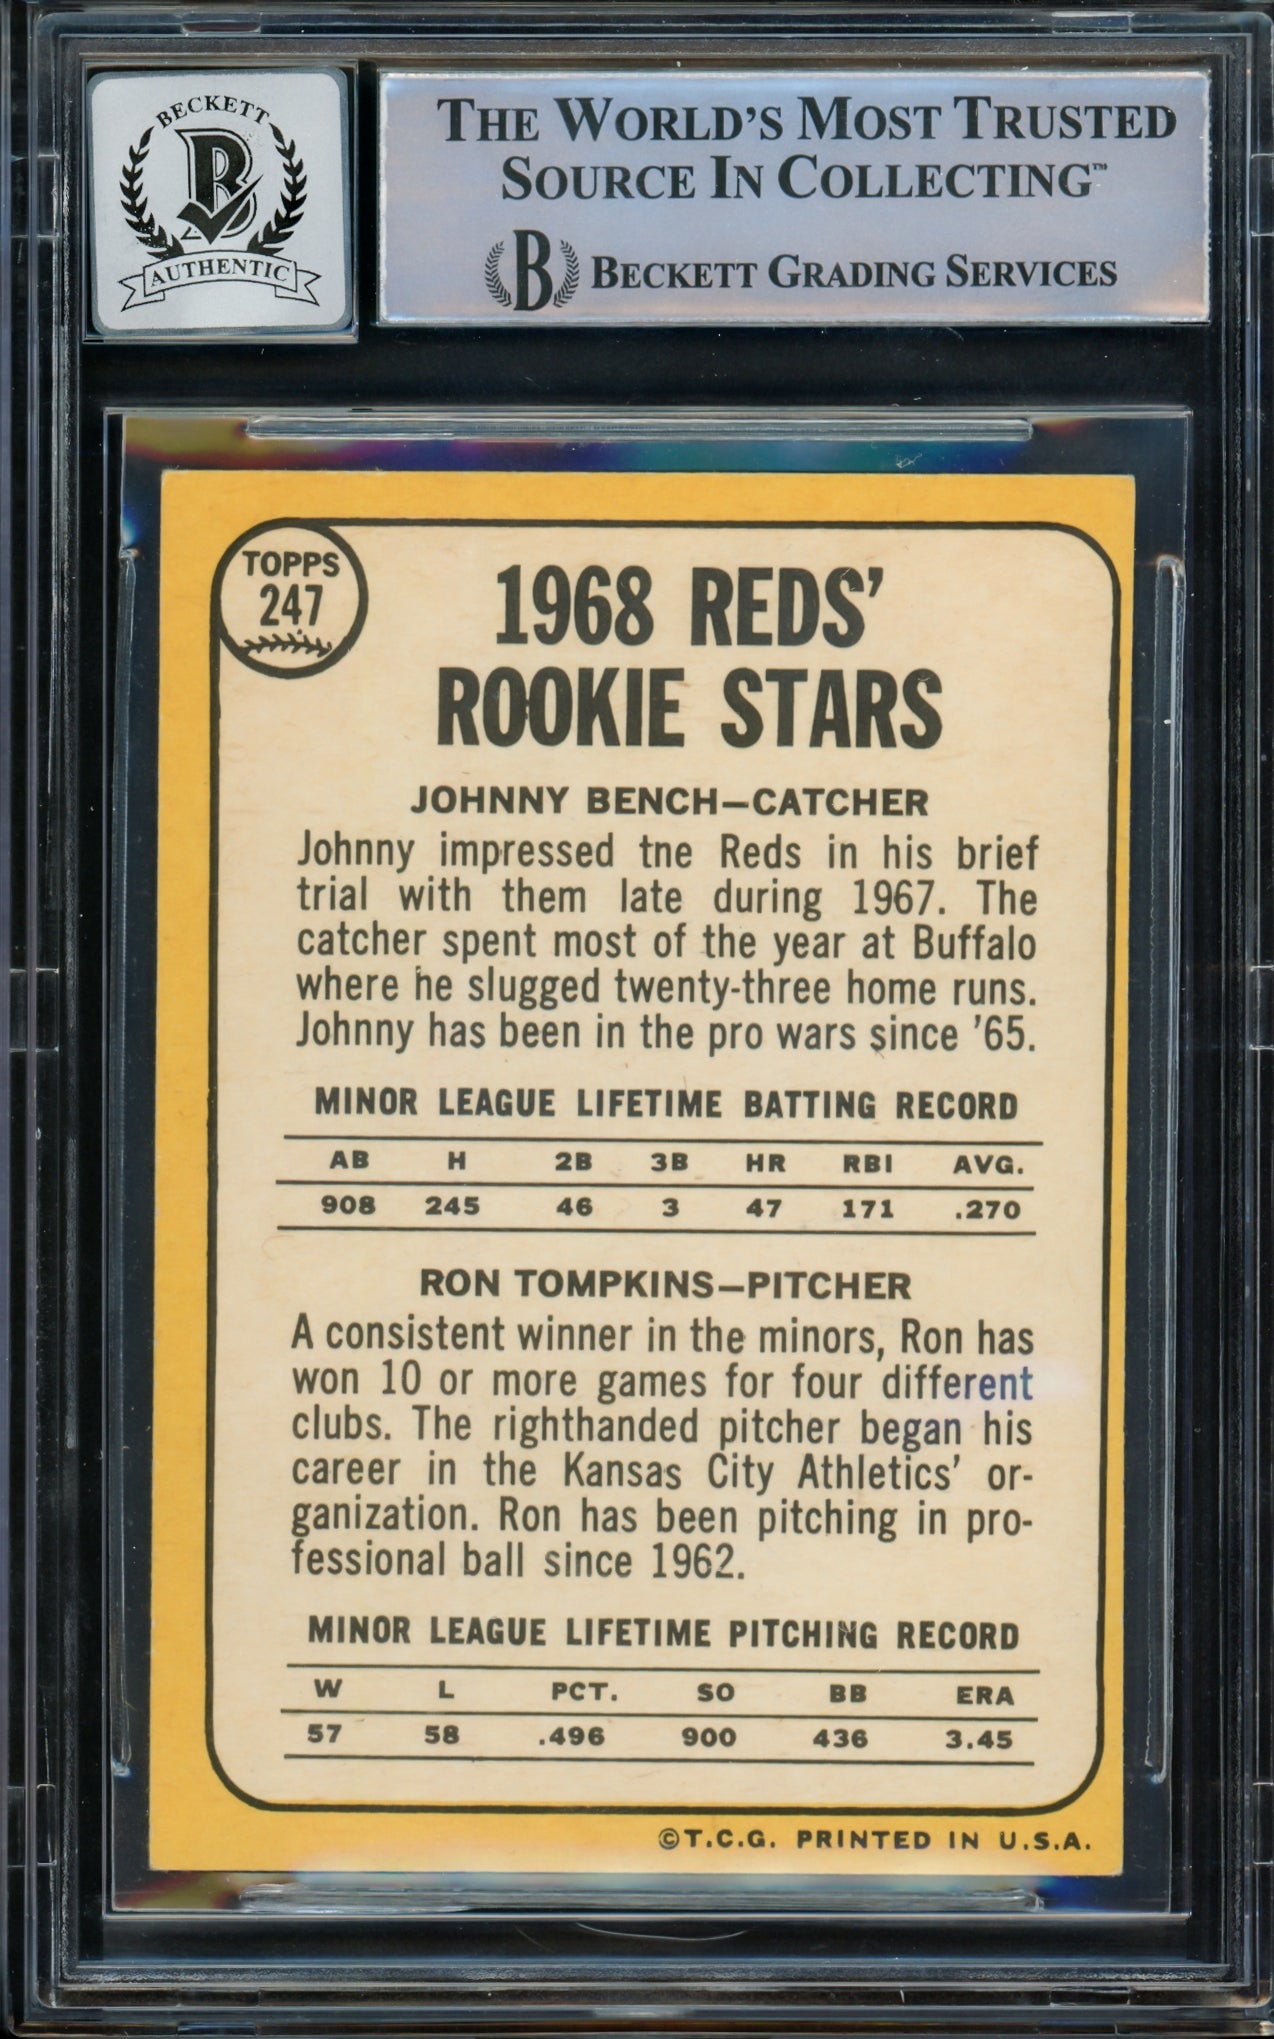 BECKETT
B
AUTHENTIC
THE WORLD'S MOST TRUSTED
SOURCE IN COLLECTING™
B BECKETT GRADING SERVICES
TOPPS
247
1968 REDS'
ROOKIE STARS
JOHNNY BENCH—CATCHER
Johnny impressed tne Reds in his brief
trial with them late during 1967. The
catcher spent most of the year at Buffalo
where he slugged twenty-three home runs.
Johnny has been in the pro wars since '65.
MINOR LEAGUE LIFETIME BATTING RECORD
AB H 2B 3B HR RBI AVG.
908 245 46 3 47 171 .270
RON TOMPKINS—PITCHER
A consistent winner in the minors, Ron has
won 10 or more games for four different
clubs. The righthanded pitcher began his
career in the Kansas City Athletics' or-
ganization. Ron has been pitching in pro-
fessional ball since 1962.
MINOR LEAGUE LIFETIME PITCHING RECORD
W L PCT. SO BB ERA
57 58 .496 900 436 3.45
©T.C.G. PRINTED IN U.S.A.